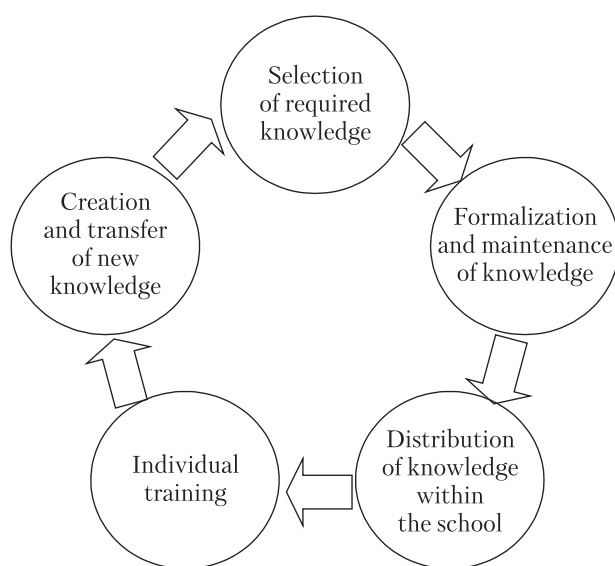 Selection
of required
knowledge
Formalization
and maintenance
of knowledge
Distribution
of knowledge
within
the school
Individual
training
Creation
and transfer
of new
knowledge